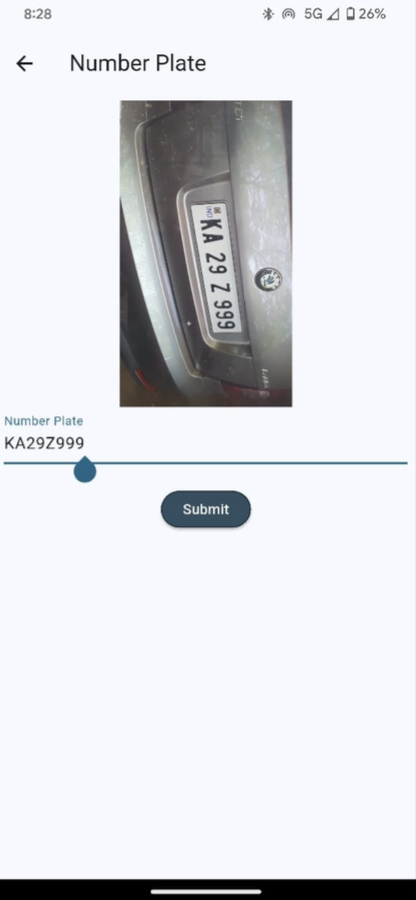 8:28 5G 26%
Number Plate
IND
KA 29 Z 999
Number Plate
KA29Z999
Submit